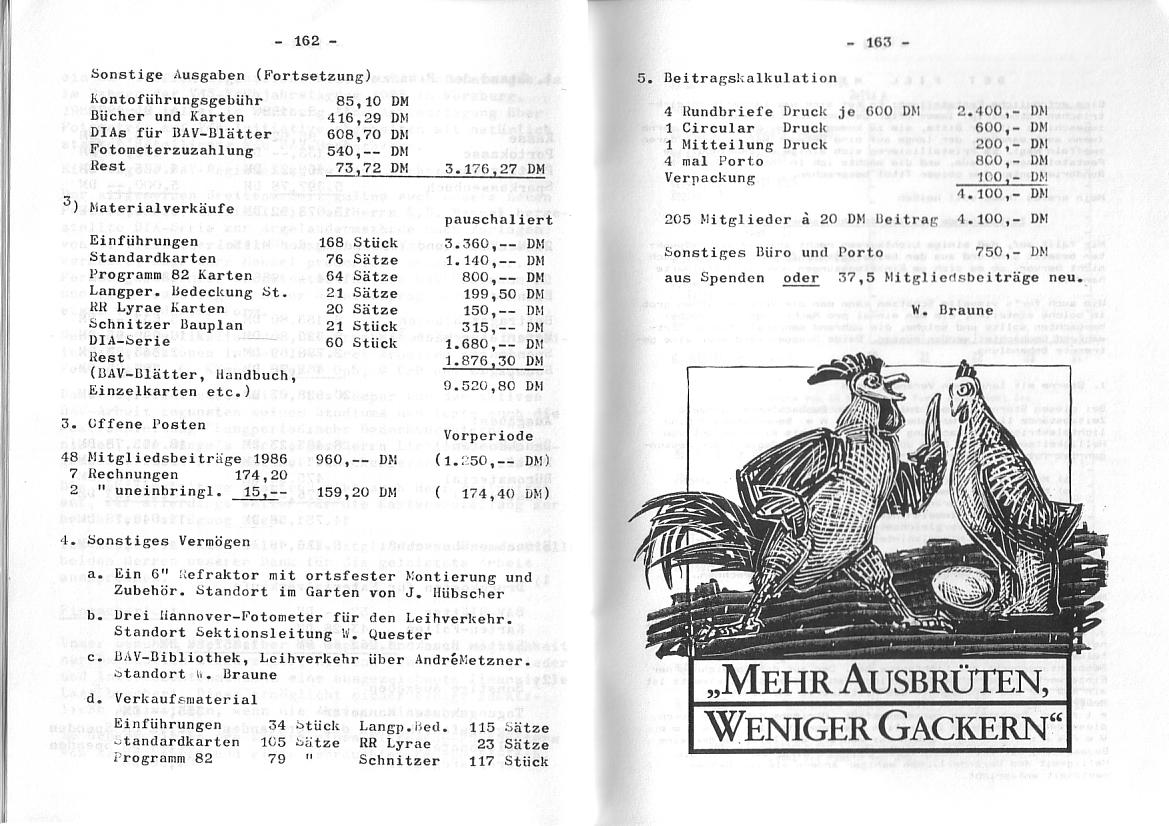 - 162 -
Sonstige Ausgaben (Fortsetzung)
Kontoführungsgebühr 85,10 DM
Bücher und Karten 416,29 DM
DIAs für BAV-Blätter 608,70 DM
Fotometerzuzahlung 540,-- DM
Rest 73,72 DM 3.176,27 DM
3) Materialverkäufe
pauschaliert
Einführungen 168 Stück 3.360,-- DM
Standardkarten 76 Sätze 1.140,-- DM
Programm 82 Karten 64 Sätze 800,-- DM
Langper. Bedeckung St. 21 Sätze 199,50 DM
RR Lyrae Karten 20 Sätze 150,-- DM
Schnitzer Bauplan 21 Stück 315,-- DM
DIA-Serie 60 Stück 1.680,-- DM
Rest 1.876,30 DM
(BAV-Blätter, Handbuch,
Einzelkarten etc.) 9.520,80 DM
3. Offene Posten
Vorperiode
48 Mitgliedsbeiträge 1986 960,-- DM (1.250,-- DM)
7 Rechnungen 174,20
2 " uneinbringl. 15,-- 159,20 DM ( 174,40 DM)
4. Sonstiges Vermögen
a. Ein 6" Refraktor mit ortsfester Montierung und
Zubehör. Standort im Garten von J. Hübscher
b. Drei Hannover-Fotometer für den Leihverkehr.
Standort Sektionsleitung W. Quester
c. BAV-Bibliothek, Leihverkehr über AndréMetzner.
Standort W. Braune
d. Verkaufsmaterial
Einführungen 34 Stück Langp.Bed. 115 Sätze
Standardkarten 105 Sätze RR Lyrae 23 Sätze
Programm 82 79 " Schnitzer 117 Stück
- 163 -
5. Beitragskalkulation
4 Rundbriefe Druck je 600 DM 2.400,- DM
1 Circular Druck 600,- DM
1 Mitteilung Druck 200,- DM
4 mal Porto 800,- DM
Verpackung 100,- DM
4.100,- DM
205 Mitglieder à 20 DM Beitrag 4.100,- DM
Sonstiges Büro und Porto 750,- DM
aus Spenden oder 37,5 Mitgliedsbeiträge neu.
W. Braune
„MEHR AUSBRÜTEN,
WENIGER GACKERN“